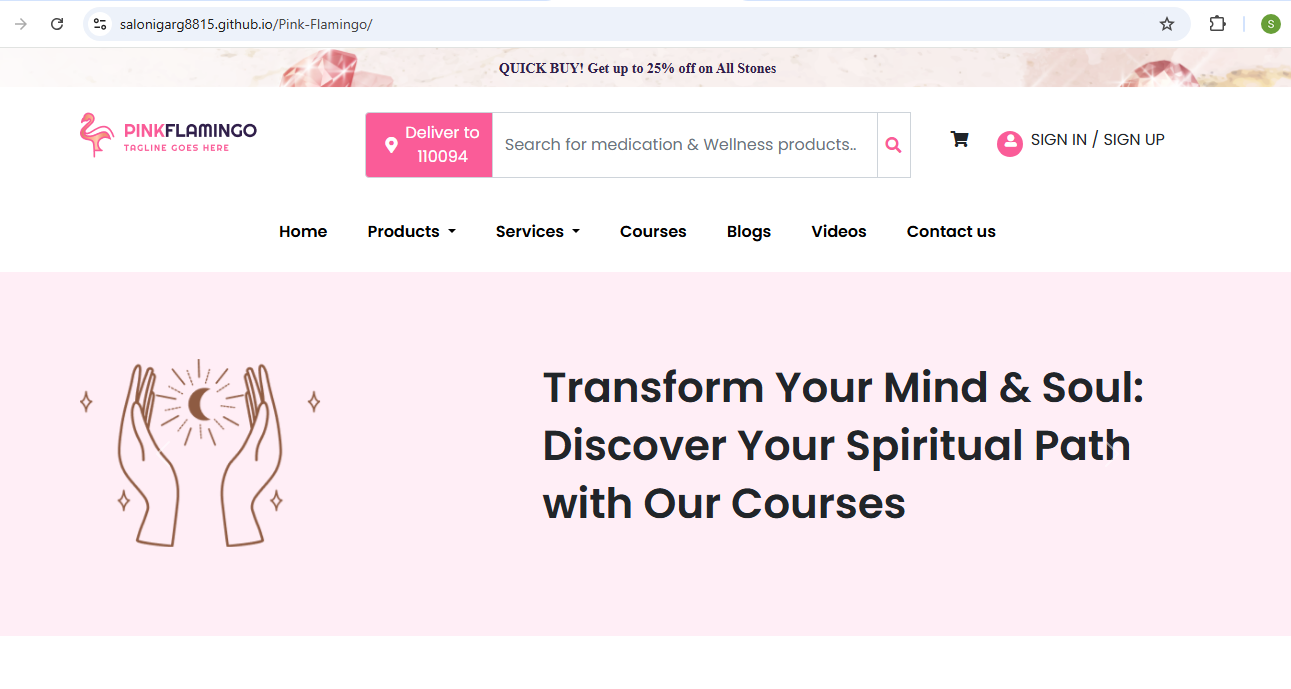 salonigarg8815.github.io/Pink-Flamingo/
S
QUICK BUY! Get up to 25% off on All Stones
PINKFLAMINGO
TAGLINE GOES HERE
Deliver to
110094
Search for medication & Wellness products..
SIGN IN / SIGN UP
Home Products Services Courses Blogs Videos Contact us
Transform Your Mind & Soul:
Discover Your Spiritual Path
with Our Courses